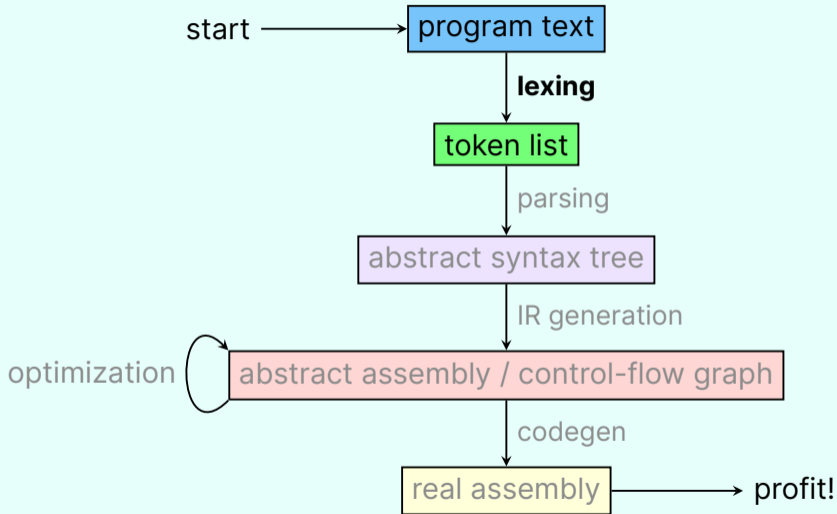 start
program text
lexing
token list
parsing
abstract syntax tree
IR generation
optimization
abstract assembly / control-flow graph
codegen
real assembly
profit!